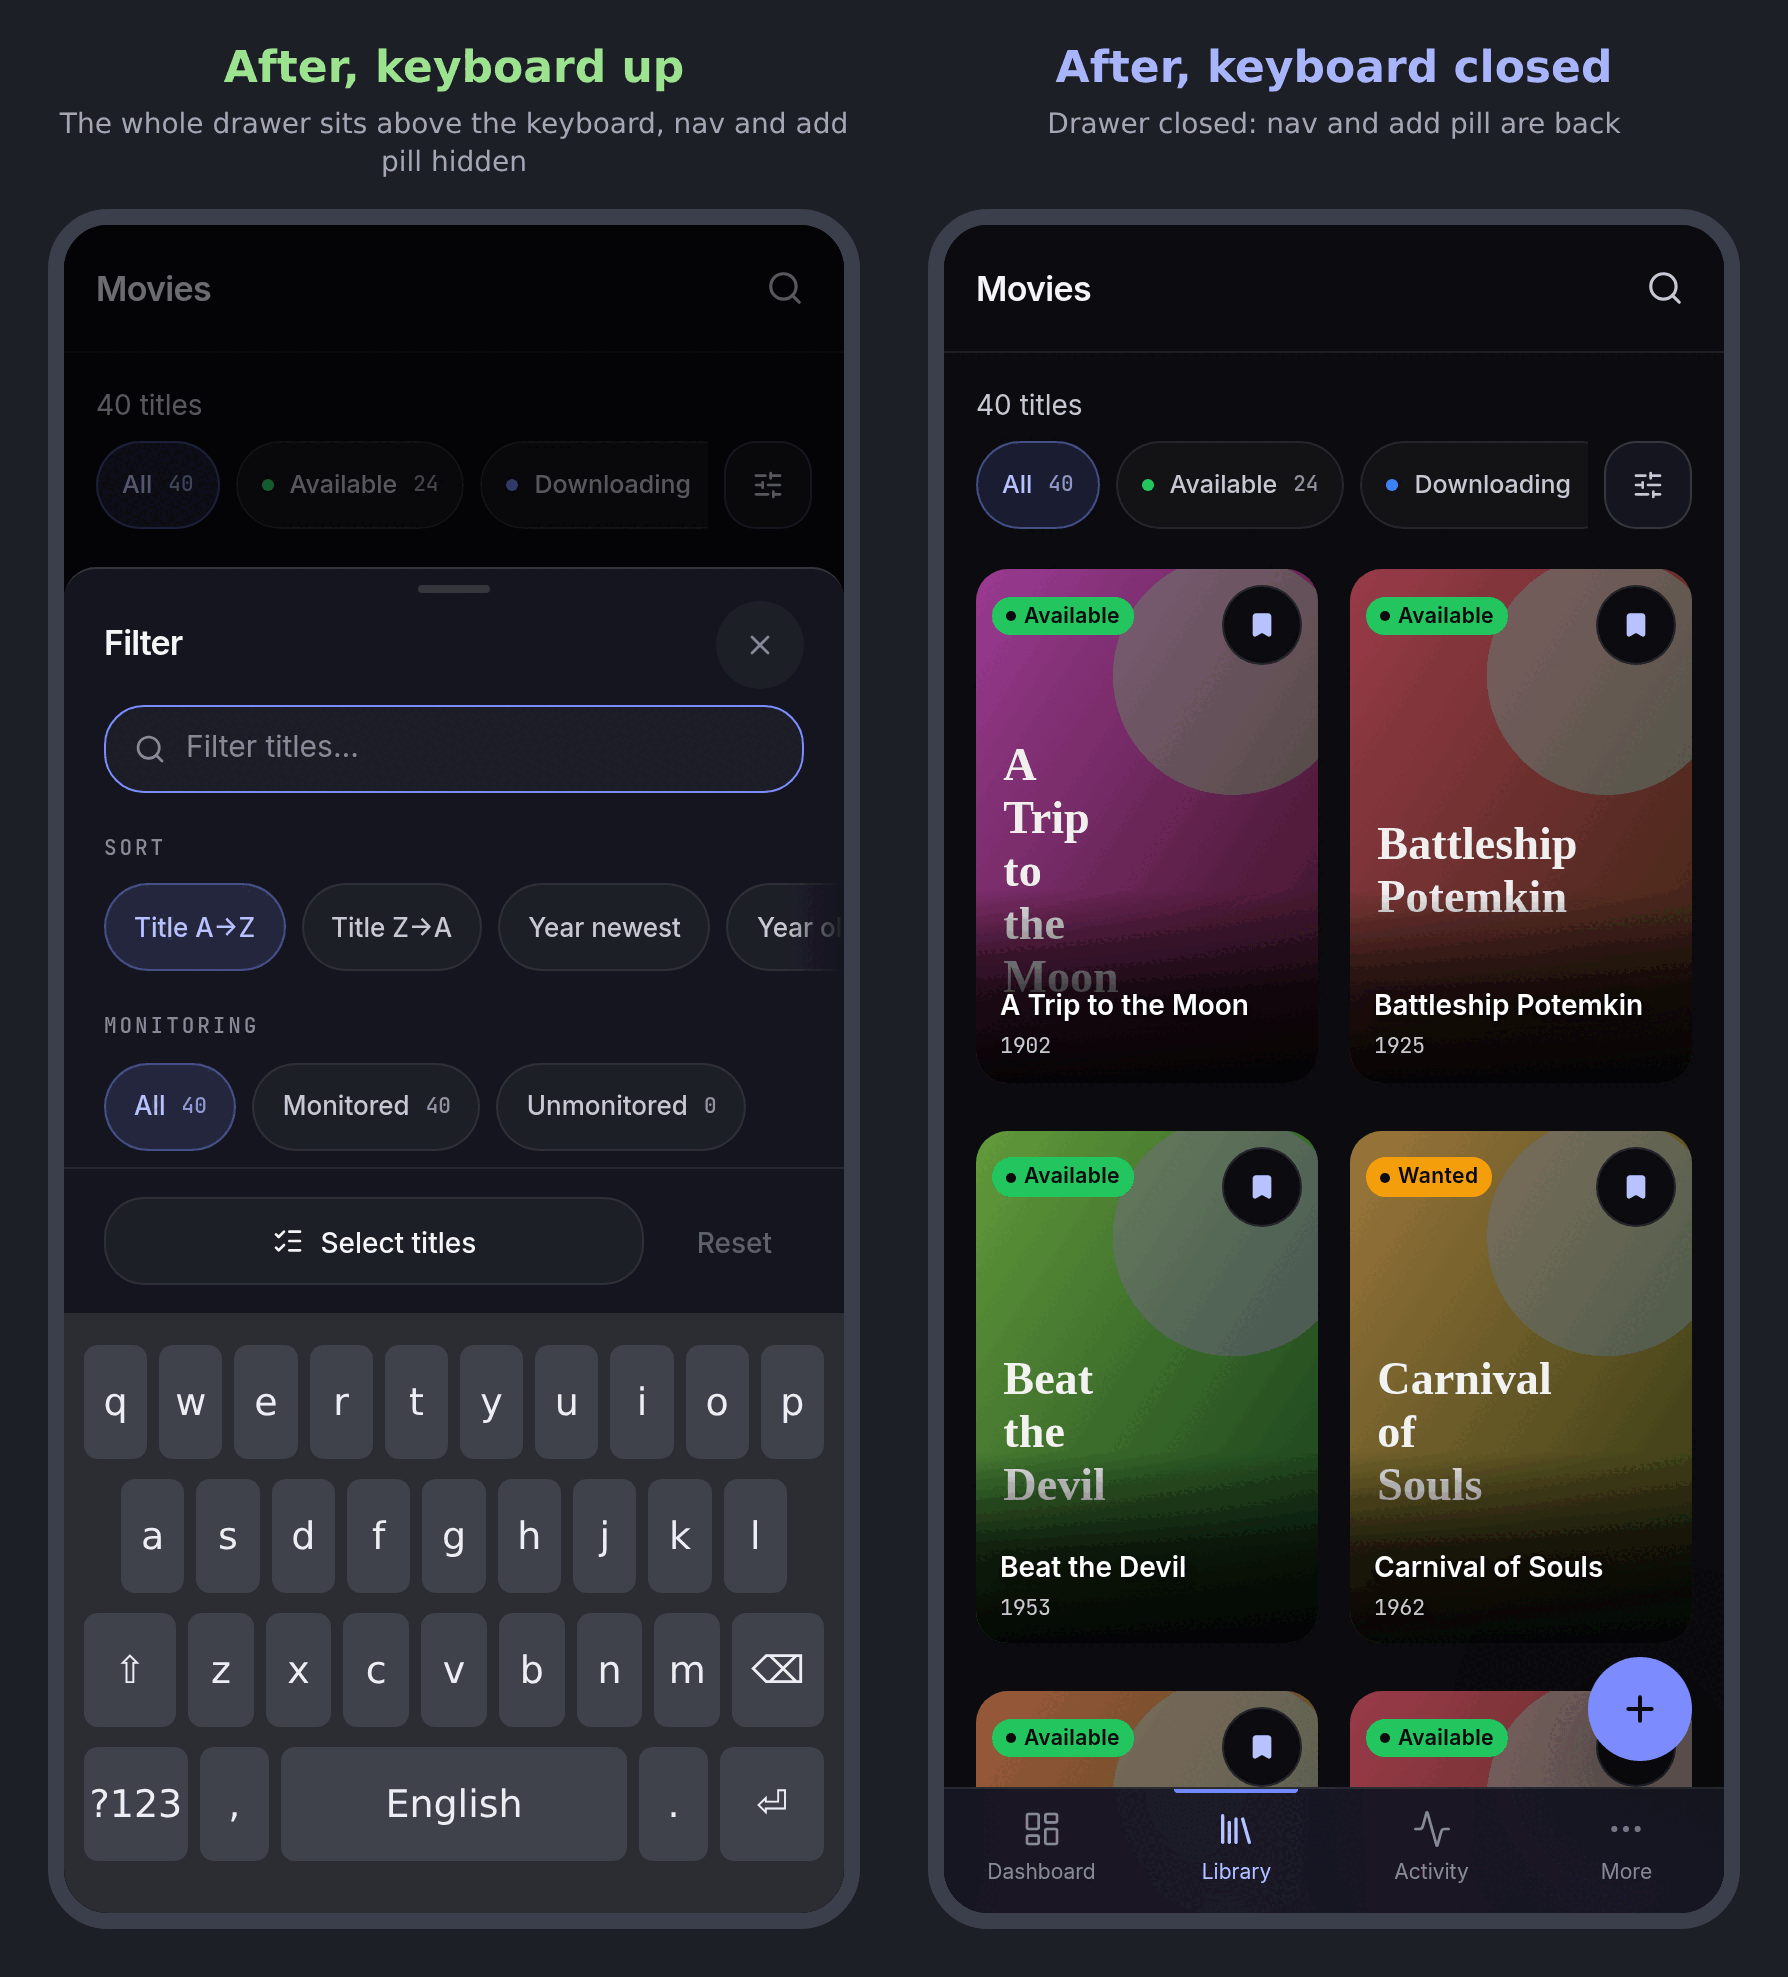 After, keyboard up
The whole drawer sits above the keyboard, nav and add
pill hidden
Movies
40 titles
All 40
Available 24
Downloading
Filter
Filter titles...
SORT
Title A→Z
Title Z→A
Year newest
Year ol
MONITORING
All 40
Monitored 40
Unmonitored 0
Select titles
Reset
q w e r t y u i o p
a s d f g h j k l
⇧ z x c v b n m ⌫
?123 , English . ⏎
After, keyboard closed
Drawer closed: nav and add pill are back
Movies
40 titles
All 40
Available 24
Downloading
Available
A
Trip
to
the
Moon
A Trip to the Moon
1902
Available
Battleship
Potemkin
Battleship Potemkin
1925
Available
Beat
the
Devil
Beat the Devil
1953
Wanted
Carnival
of
Souls
Carnival of Souls
1962
Available
Available
Dashboard
Library
Activity
More